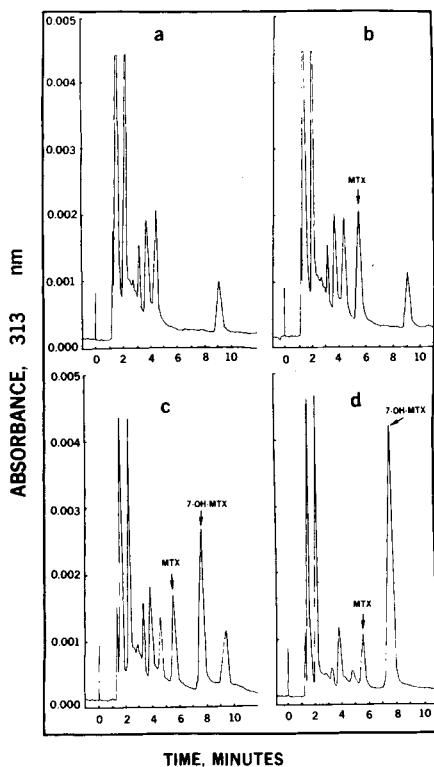 a
b
ABSORBANCE, 313 nm
0.005
0.004
0.003
0.002
0.001
0.000
0 2 4 6 8 10
MTX
0 2 4 6 8 10
c
d
0.005
0.004
0.003
0.002
0.001
0.000
MTX
7-OH-MTX
0 2 4 6 8 10
MTX
7-OH-MTX
0 2 4 6 8 10
TIME, MINUTES